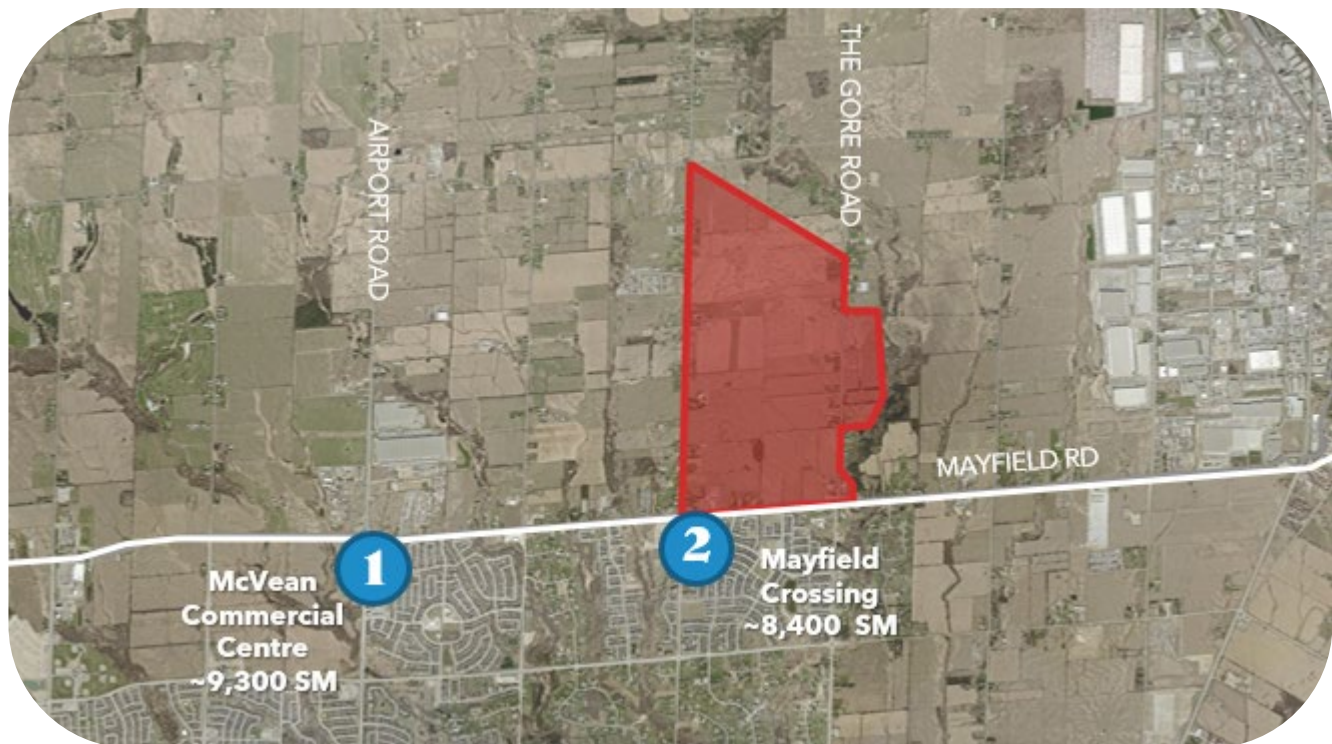 THE GORE ROAD
AIRPORT ROAD
MAYFIELD RD
1
McVean
Commercial
Centre
~9,300 SM
2
Mayfield
Crossing
~8,400 SM